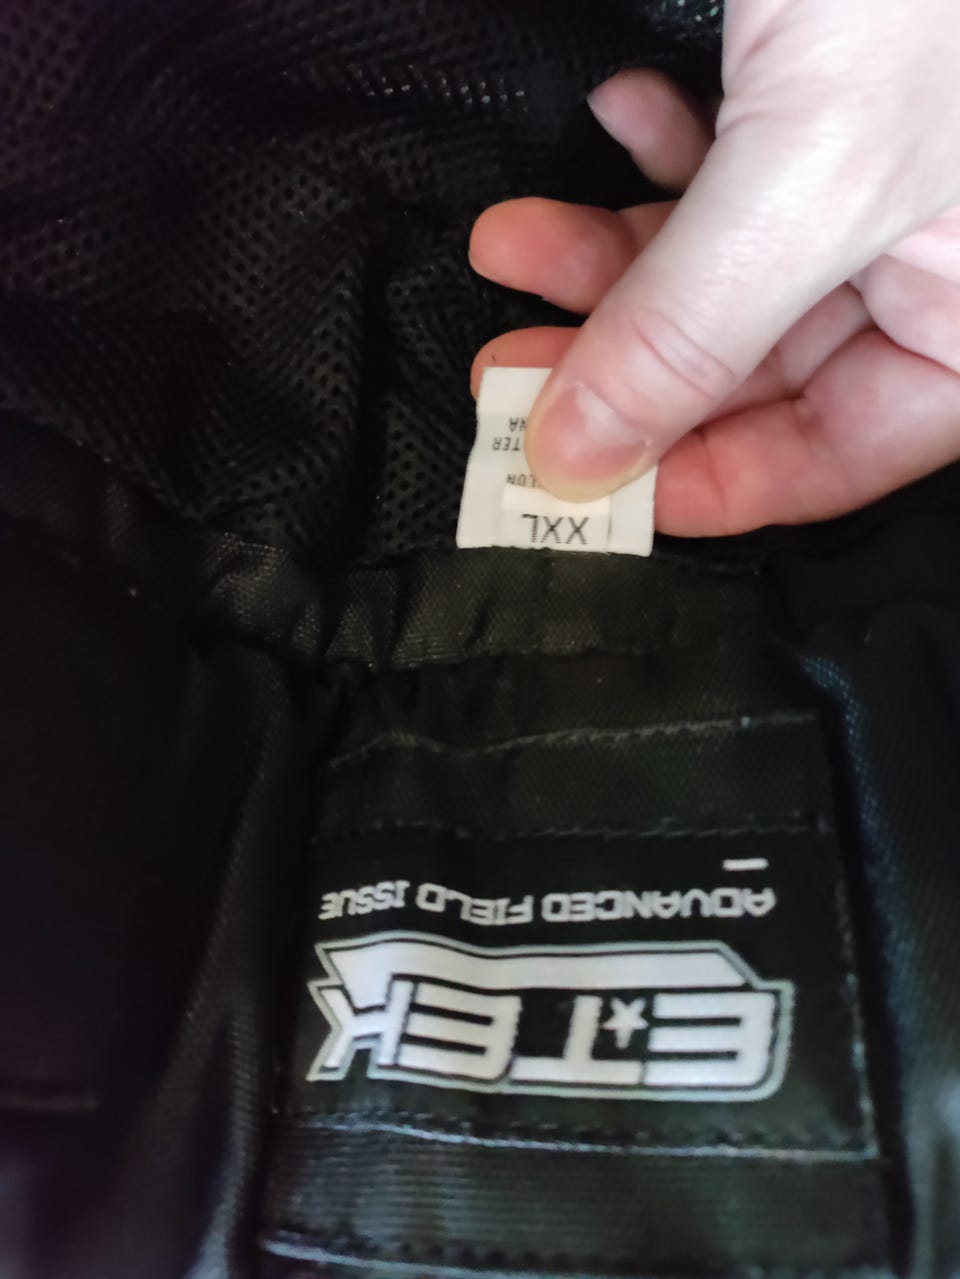 E★TEK
ADVANCED FIELD ISSUE
XXL